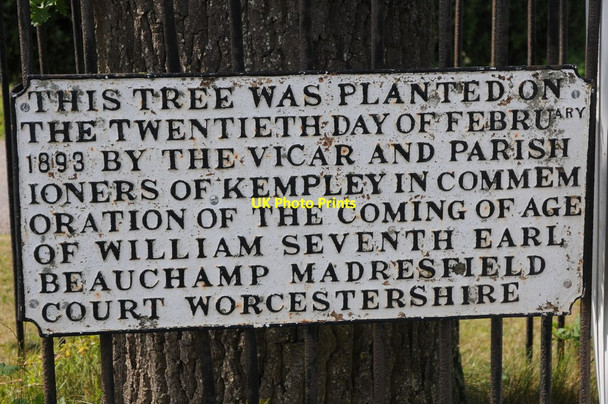 THIS TREE WAS PLANTED ON
THE TWENTIETH DAY OF FEBRUARY
1893 BY THE VICAR AND PARISH
IONERS OF KEMPLEY IN COMMEM
ORATION OF THE COMING OF AGE
UK Photo Prints
OF WILLIAM SEVENTH EARL
BEAUCHAMP MADRESFIELD
COURT WORCESTERSHIRE